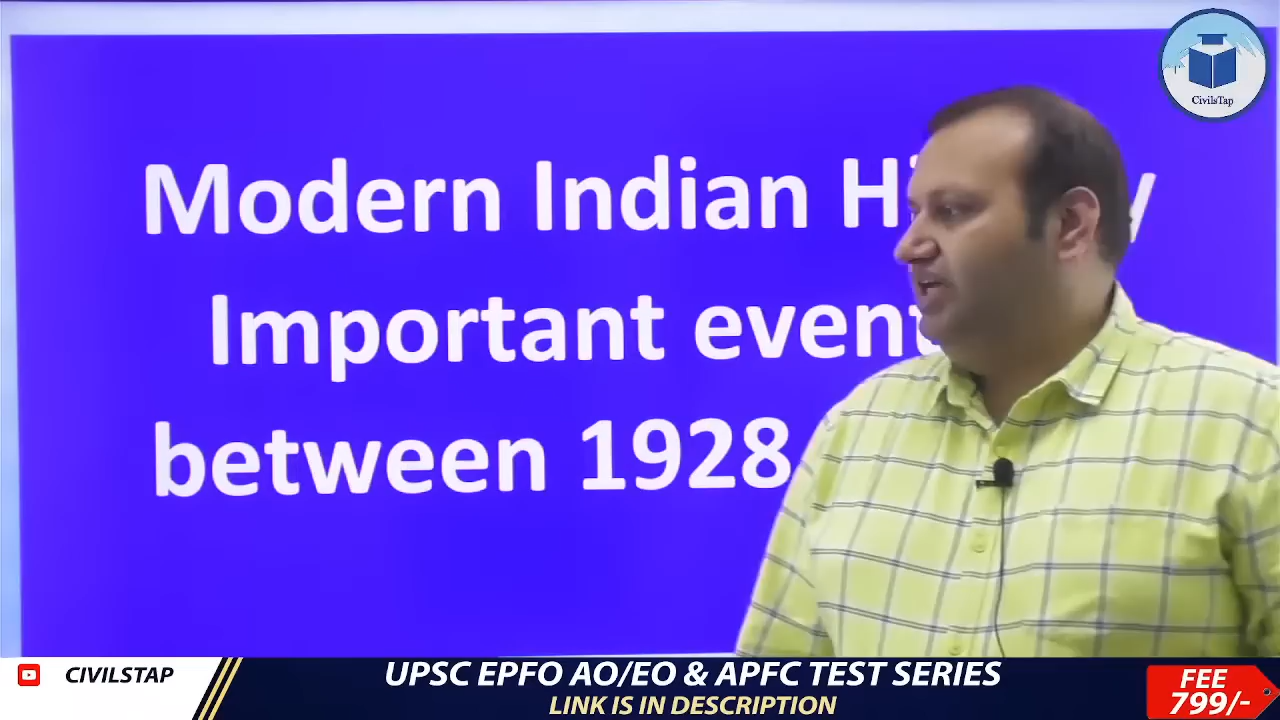 Modern Indian
Important
between 1928
CivilsTap
CIVILSTAP
UPSC EPFO AO/EO & APFC TEST SERIES
LINK IS IN DESCRIPTION
FEE
799/-